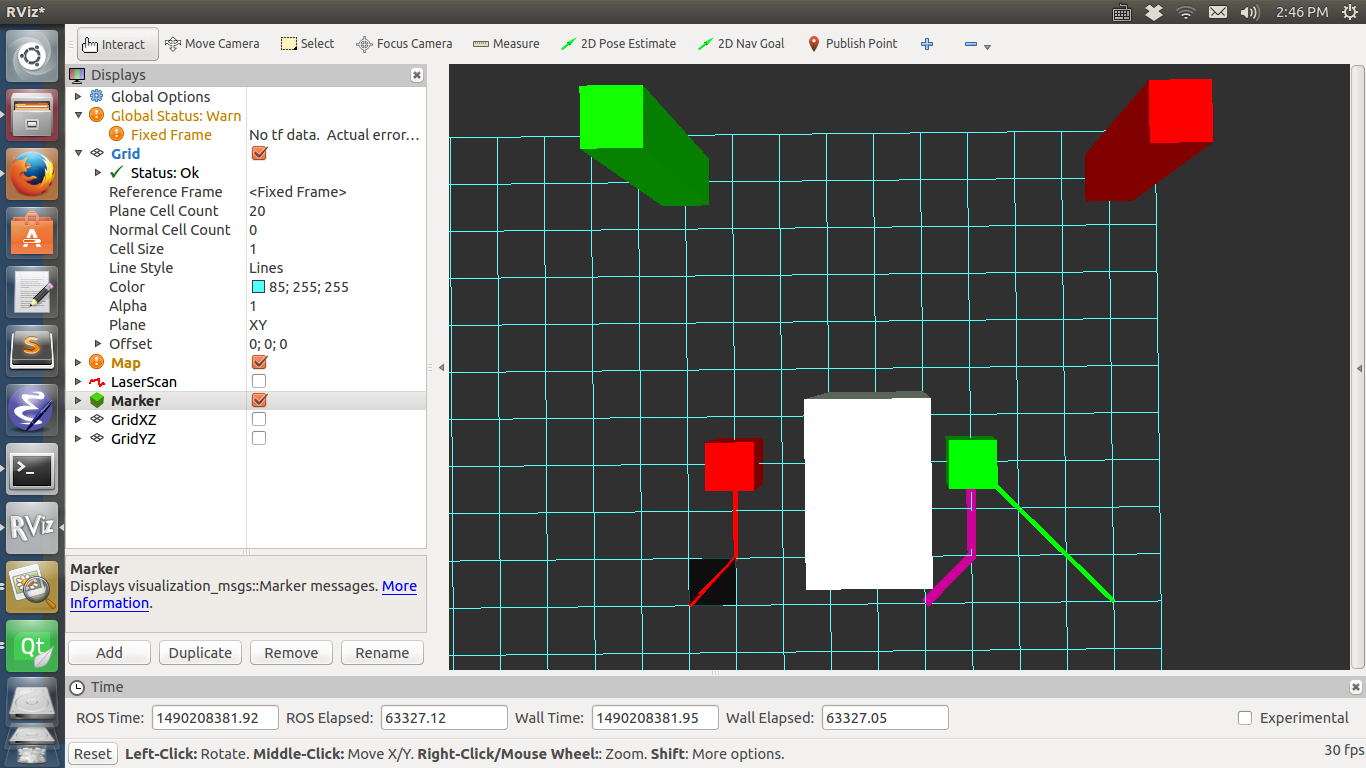 RViz*
2:46 PM
Interact Move Camera Select Focus Camera Measure 2D Pose Estimate 2D Nav Goal Publish Point
Displays
Global Options
Global Status: Warn
Fixed Frame No tf data.  Actual error…
Grid
Status: Ok
Reference Frame <Fixed Frame>
Plane Cell Count 20
Normal Cell Count 0
Cell Size 1
Line Style Lines
Color 85; 255; 255
Alpha 1
Plane XY
Offset 0; 0; 0
Map
LaserScan
Marker
GridXZ
GridYZ
RViz
Qt
Marker
Displays visualization_msgs::Marker messages. More
Information.
Add Duplicate Remove Rename
Time
ROS Time: 1490208381.92 ROS Elapsed: 63327.12 Wall Time: 1490208381.95 Wall Elapsed: 63327.05 Experimental
Reset Left-Click: Rotate. Middle-Click: Move X/Y. Right-Click/Mouse Wheel:: Zoom. Shift: More options. 30 fps